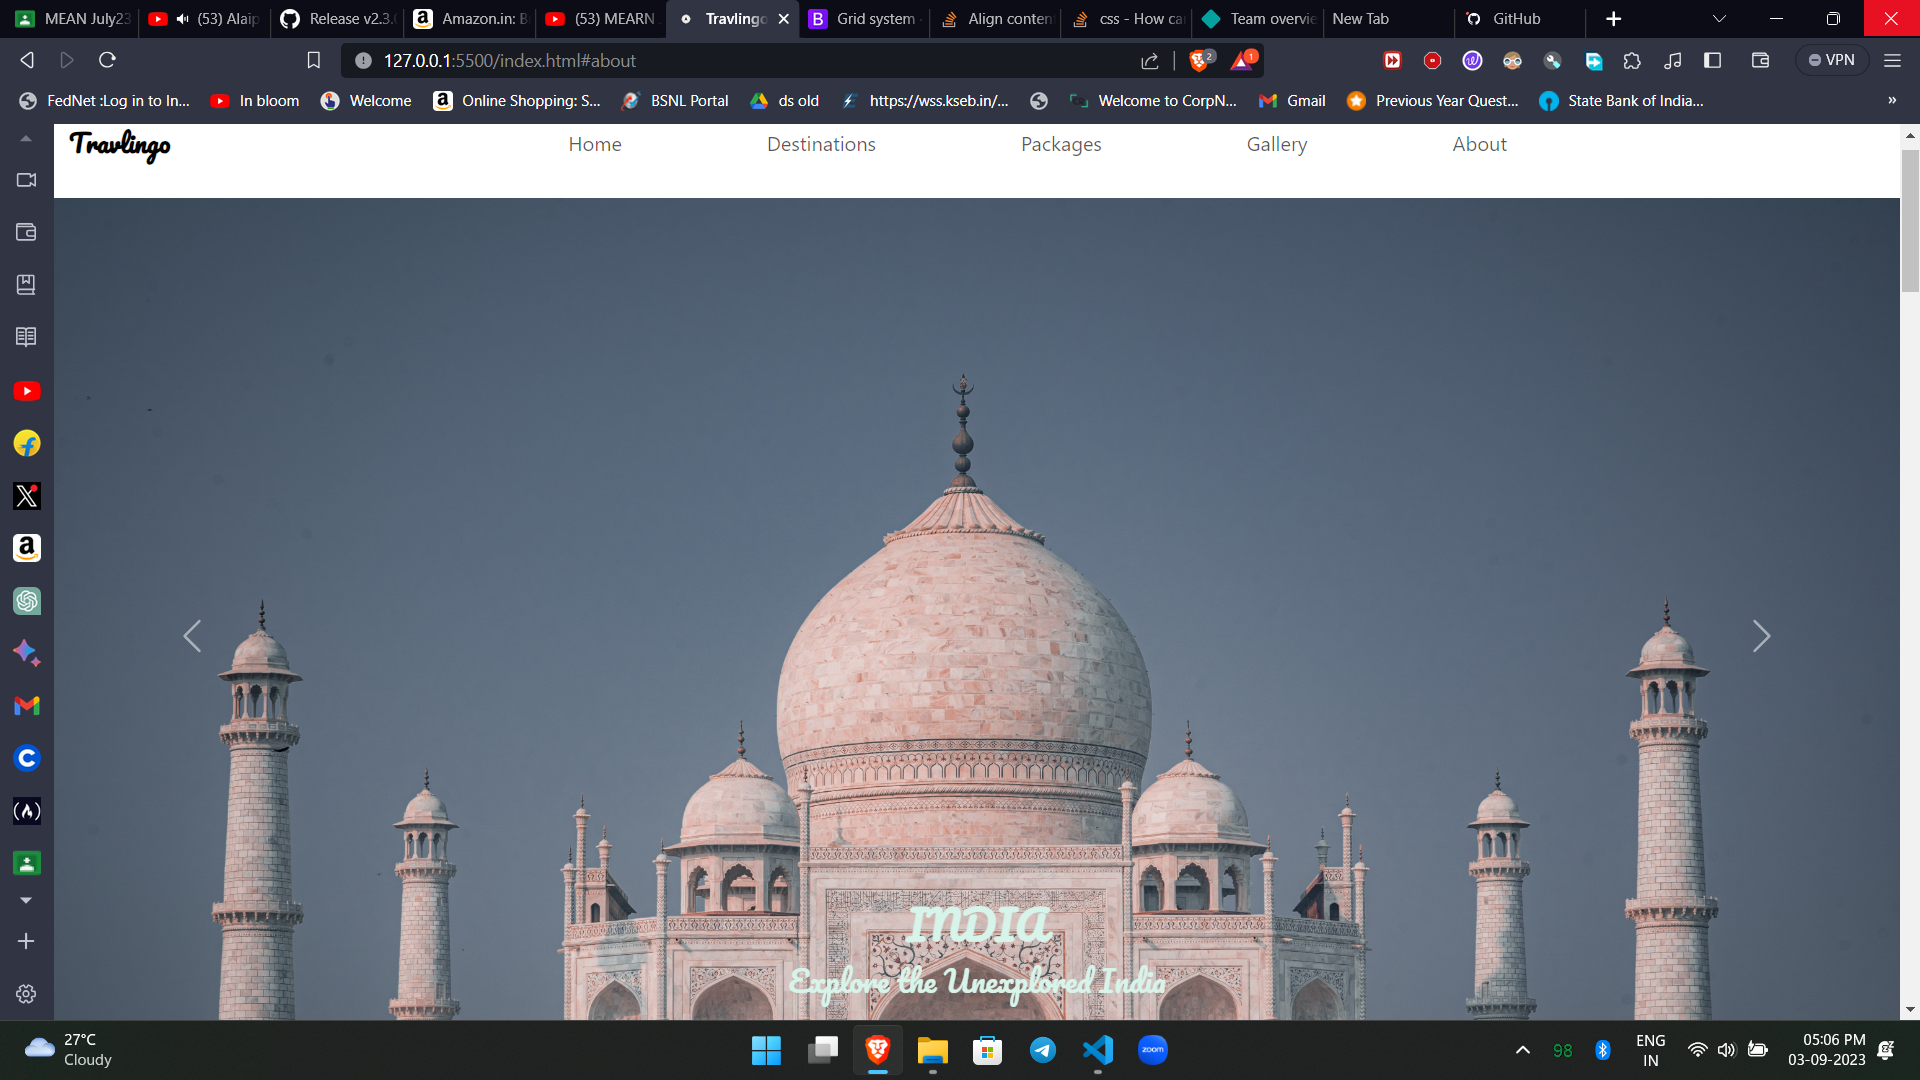 MEAN July23
(53) Alaip
Release v2.3.
Amazon.in: B
(53) MEARN
Travlingo
Grid system
Align conten
css - How ca
Team overvie
New Tab
GitHub
127.0.0.1:5500/index.html#about
2
1
VPN
FedNet :Log in to In...
In bloom
Welcome
Online Shopping: S...
BSNL Portal
ds old
https://wss.kseb.in/...
Welcome to CorpN...
Gmail
Previous Year Quest...
State Bank of India...
»
Travlingo
Home
Destinations
Packages
Gallery
About
INDIA
Explore the Unexplored India
27°C
Cloudy
zoom
98
ENG
IN
05:06 PM
03-09-2023